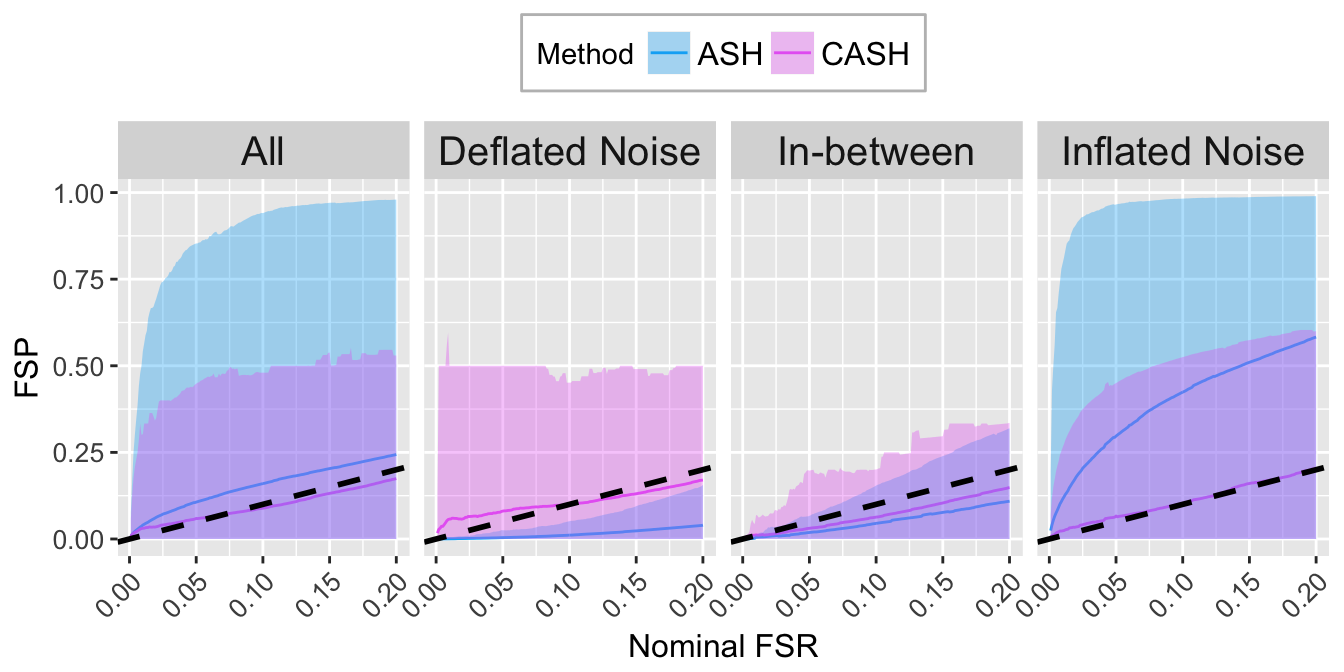 Method ASH CASH
All Deflated Noise In-between Inflated Noise
1.00
0.75
0.50
0.25
0.00
FSP
0.00 0.05 0.10 0.15 0.20 0.00 0.05 0.10 0.15 0.20 0.00 0.05 0.10 0.15 0.20 0.00 0.05 0.10 0.15 0.20
Nominal FSR